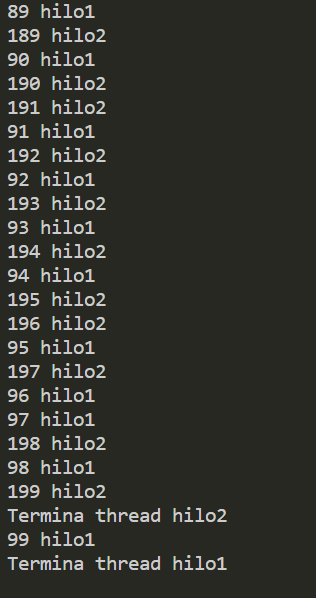 89 hilo1
189 hilo2
90 hilo1
190 hilo2
191 hilo2
91 hilo1
192 hilo2
92 hilo1
193 hilo2
93 hilo1
194 hilo2
94 hilo1
195 hilo2
196 hilo2
95 hilo1
197 hilo2
96 hilo1
97 hilo1
198 hilo2
98 hilo1
199 hilo2
Termina thread hilo2
99 hilo1
Termina thread hilo1